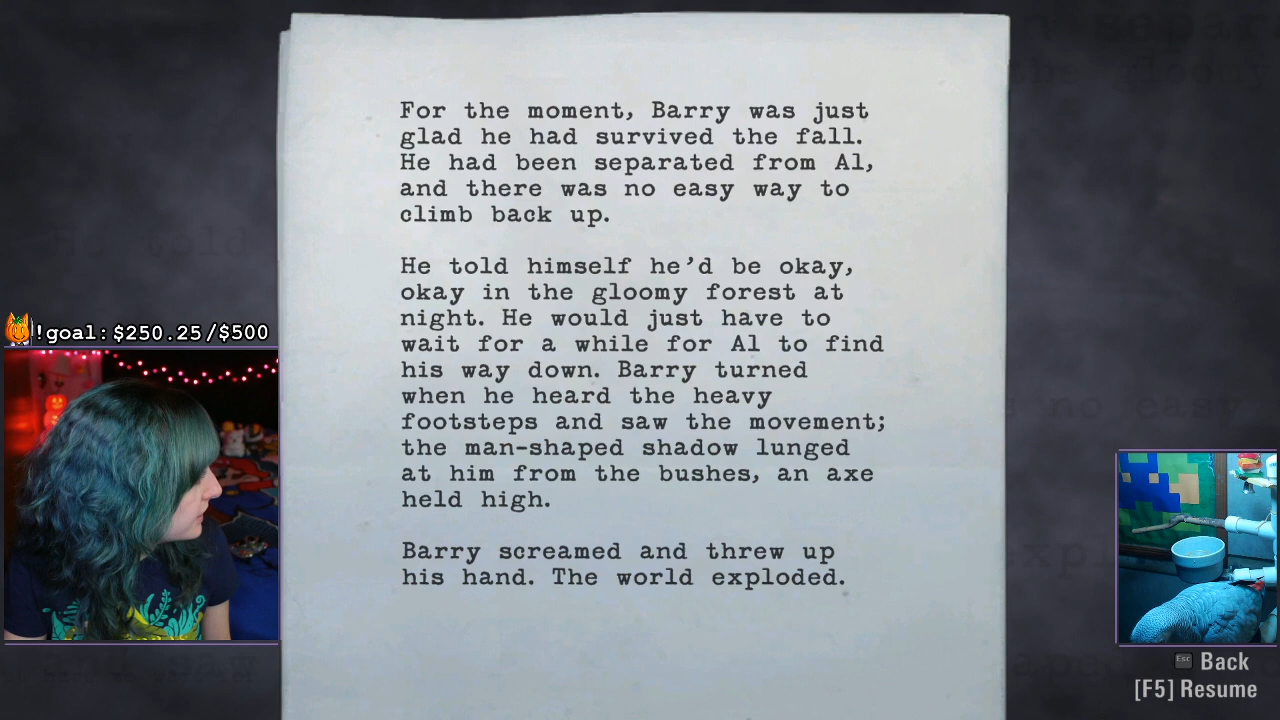 For the moment, Barry was just
glad he had survived the fall.
He had been separated from Al,
and there was no easy way to
climb back up.
He told himself he'd be okay,
okay in the gloomy forest at
night. He would just have to
wait for a while for Al to find
his way down. Barry turned
when he heard the heavy
footsteps and saw the movement;
the man-shaped shadow lunged
at him from the bushes, an axe
held high.
Barry screamed and threw up
his hand. The world exploded.
!goal: $250.25/$500
Esc Back
[F5] Resume